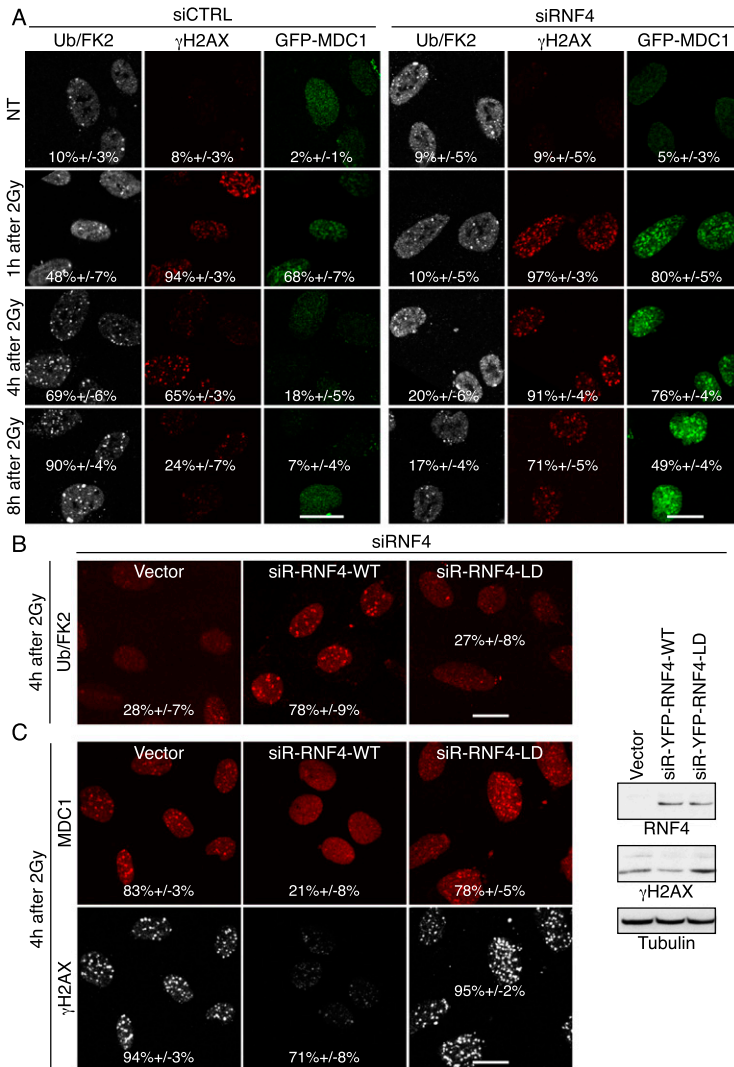 A
siCTRL
siRNF4
Ub/FK2 γH2AX GFP-MDC1 Ub/FK2 γH2AX GFP-MDC1
NT
10%+/-3% 8%+/-3% 2%+/-1% 9%+/-5% 9%+/-5% 5%+/-3%
1h after 2Gy
48%+/-7% 94%+/-3% 68%+/-7% 10%+/-5% 97%+/-3% 80%+/-5%
4h after 2Gy
69%+/-6% 65%+/-3% 18%+/-5% 20%+/-6% 91%+/-4% 76%+/-4%
8h after 2Gy
90%+/-4% 24%+/-7% 7%+/-4% 17%+/-4% 71%+/-5% 49%+/-4%
B
siRNF4
4h after 2Gy
Ub/FK2
Vector siR-RNF4-WT siR-RNF4-LD
28%+/-7% 78%+/-9% 27%+/-8%
C
4h after 2Gy
MDC1
Vector siR-RNF4-WT siR-RNF4-LD
83%+/-3% 21%+/-8% 78%+/-5%
γH2AX
94%+/-3% 71%+/-8% 95%+/-2%
Vector
siR-YFP-RNF4-WT
siR-YFP-RNF4-LD
RNF4
γH2AX
Tubulin